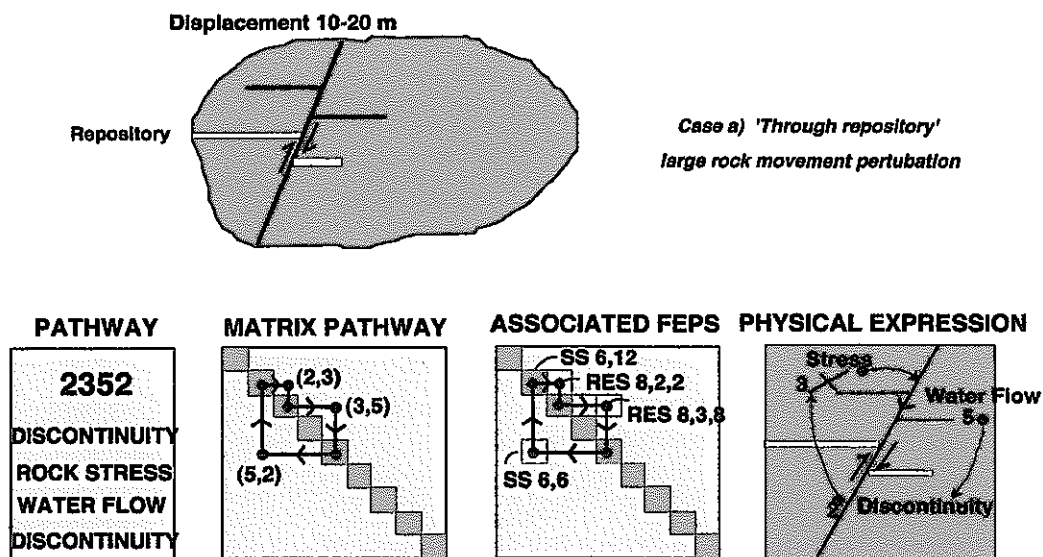 Displacement 10-20 m
Repository
Case a) 'Through repository'
large rock movement pertubation
PATHWAY
2352
DISCONTINUITY
ROCK STRESS
WATER FLOW
DISCONTINUITY
MATRIX PATHWAY
(2,3)
(3,5)
(5,2)
ASSOCIATED FEPS
SS 6,12
RES 8,2,2
RES 8,3,8
SS 6,6
PHYSICAL EXPRESSION
Stress
3
Water Flow
5
2
Discontinuity